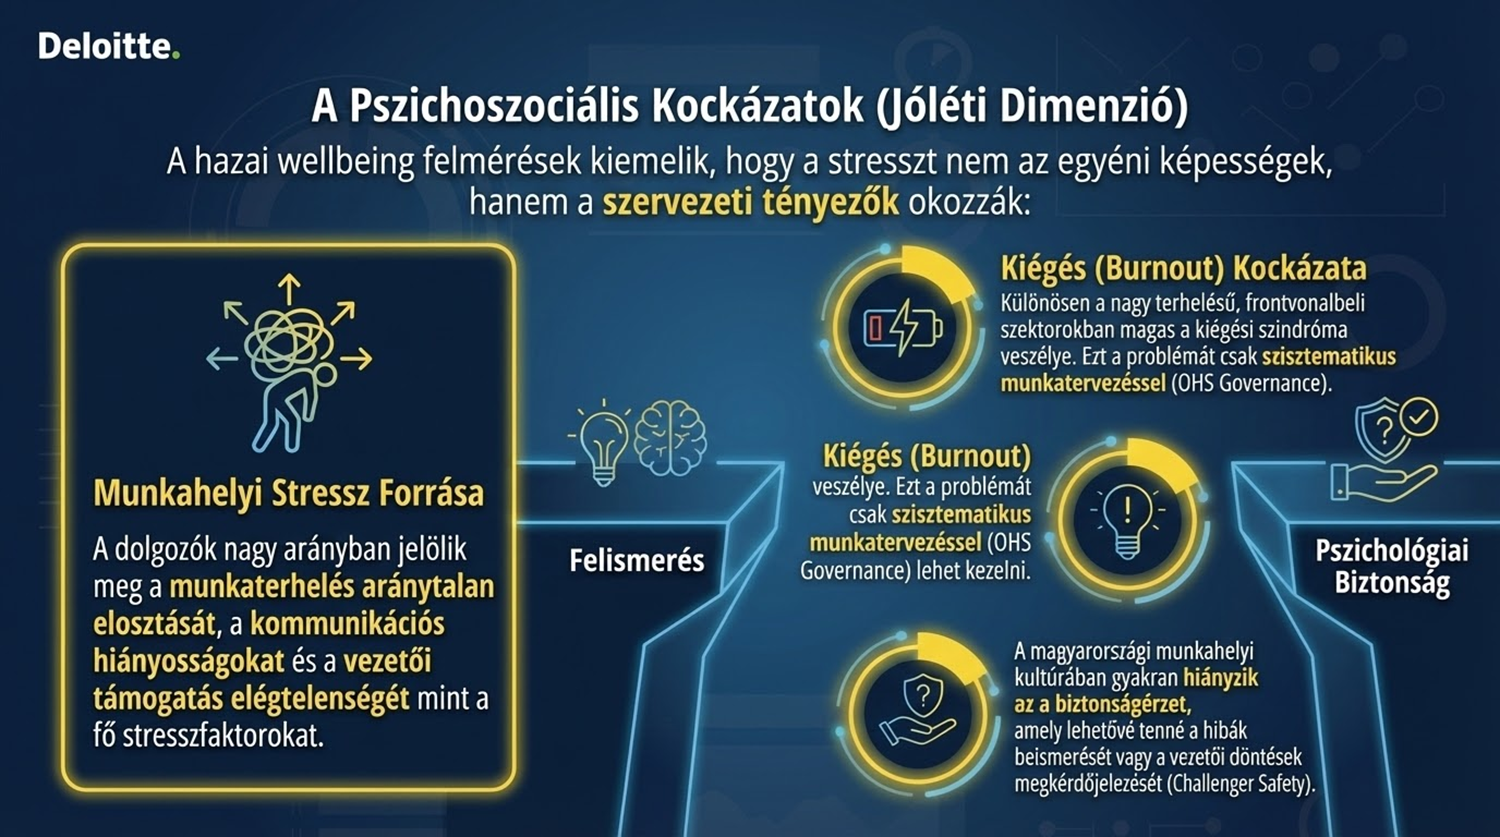 Deloitte.
A Pszichoszociális Kockázatok (Jóléti Dimenzió)
A hazai wellbeing felmérések kiemelik, hogy a stresszt nem az egyéni képességek,
hanem a szervezeti tényezők okozzák:
Munkahelyi Stressz Forrása
A dolgozók nagy arányban jelölik
meg a munkaterhelés aránytalan
elosztását, a kommunikációs
hiányosságokat és a vezetői
támogatás elégtelenségét mint a
fő stresszfaktorokat.
Felismerés
Kiégés (Burnout) Kockázata
Különösen a nagy terhelésű, frontvonalbeli
szektorokban magas a kiégési szindróma
veszélye. Ezt a problémát csak szisztematikus
munkatervezéssel (OHS Governance).
Kiégés (Burnout)
veszélye. Ezt a problémát
csak szisztematikus
munkatervezéssel (OHS
Governance) lehet kezelni.
A magyarországi munkahelyi
kultúrában gyakran hiányzik
az a biztonságérzet,
amely lehetővé tenné a hibák
beismerését vagy a vezetői döntések
megkérdőjelezését (Challenger Safety).
Pszichológiai
Biztonság